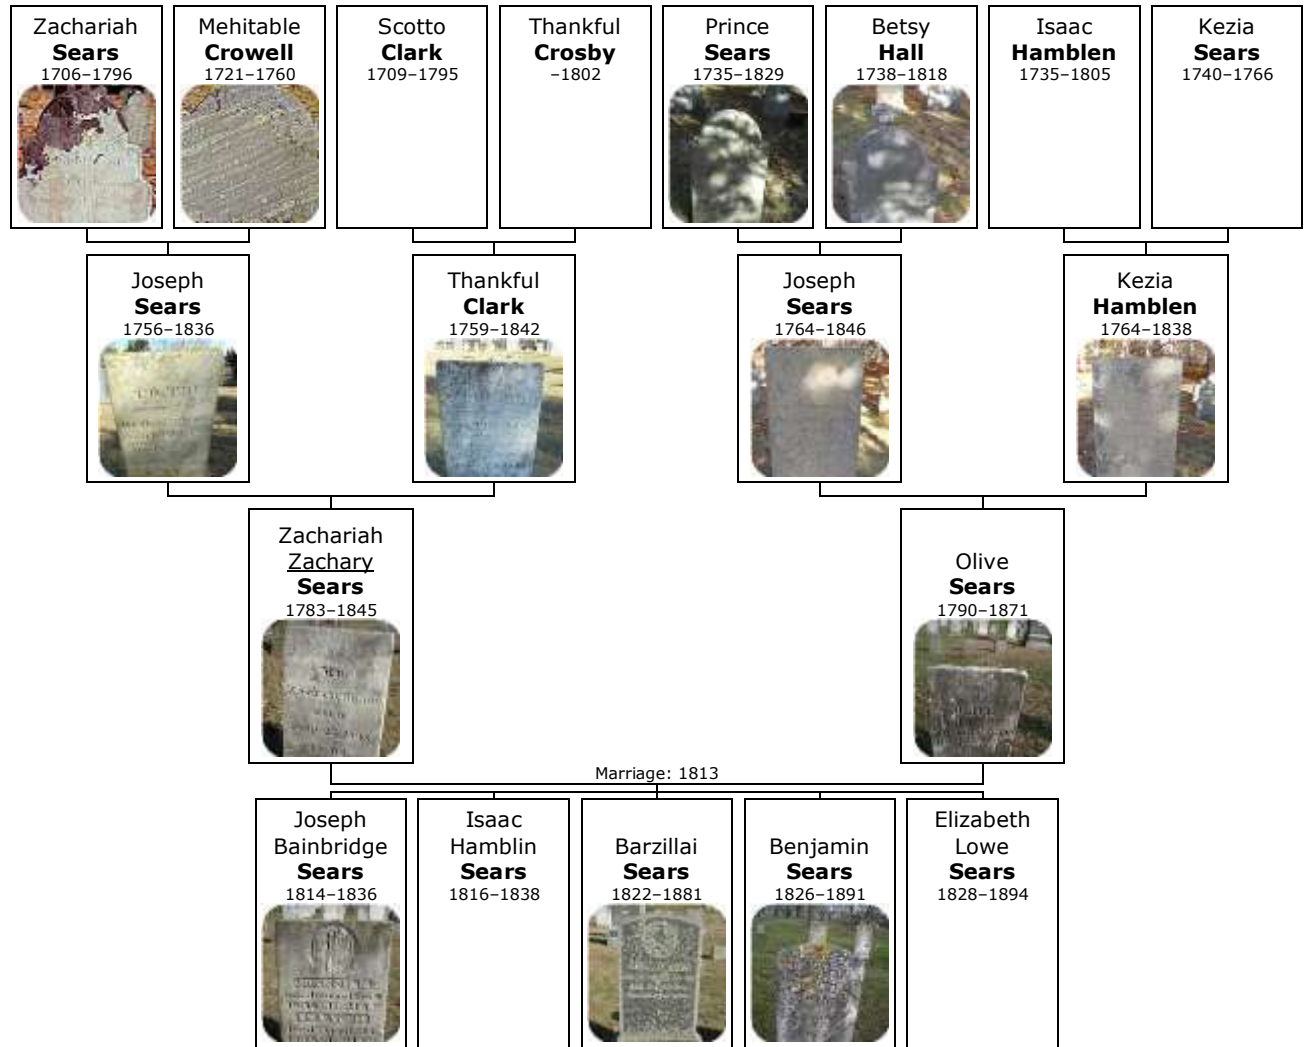 Zachariah
Sears
1706–1796
Mehitable
Crowell
1721–1760
Scotto
Clark
1709–1795
Thankful
Crosby
–1802
Prince
Sears
1735–1829
Betsy
Hall
1738–1818
Isaac
Hamblen
1735–1805
Kezia
Sears
1740–1766
Joseph
Sears
1756–1836
Thankful
Clark
1759–1842
Joseph
Sears
1764–1846
Kezia
Hamblen
1764–1838
Zachariah
Zachary
Sears
1783–1845
Olive
Sears
1790–1871
Marriage: 1813
Joseph
Bainbridge
Sears
1814–1836
Isaac
Hamblin
Sears
1816–1838
Barzillai
Sears
1822–1881
Benjamin
Sears
1826–1891
Elizabeth
Lowe
Sears
1828–1894